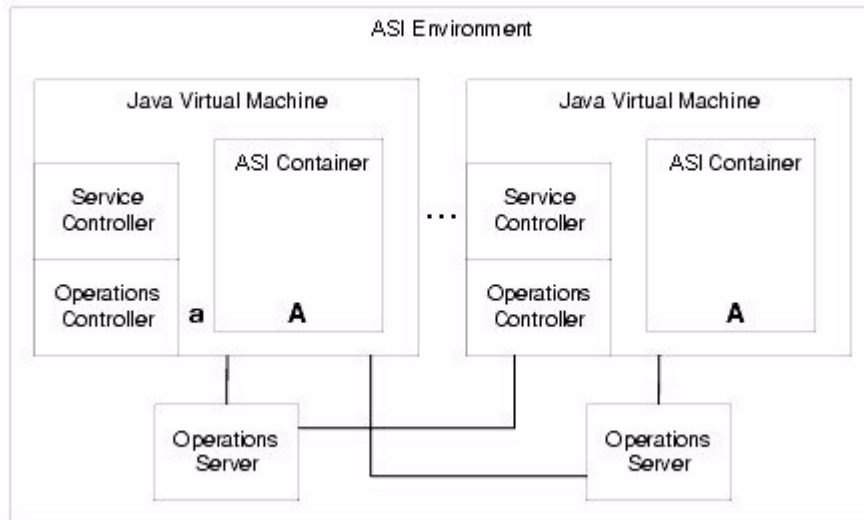 ASI Environment
Java Virtual Machine
ASI Container
Service
Controller
Operations
Controller
a
A
...
Java Virtual Machine
ASI Container
Service
Controller
Operations
Controller
A
Operations
Server
Operations
Server